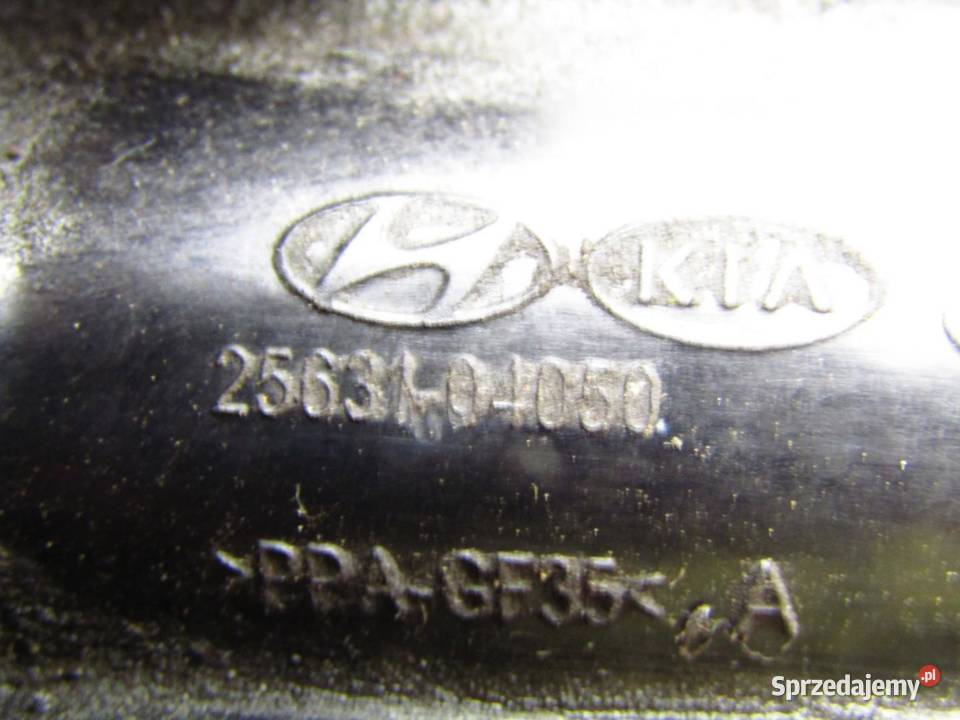 KIA
25631-04050
>PPA-GF35< .A
Sprzedajemy.pl